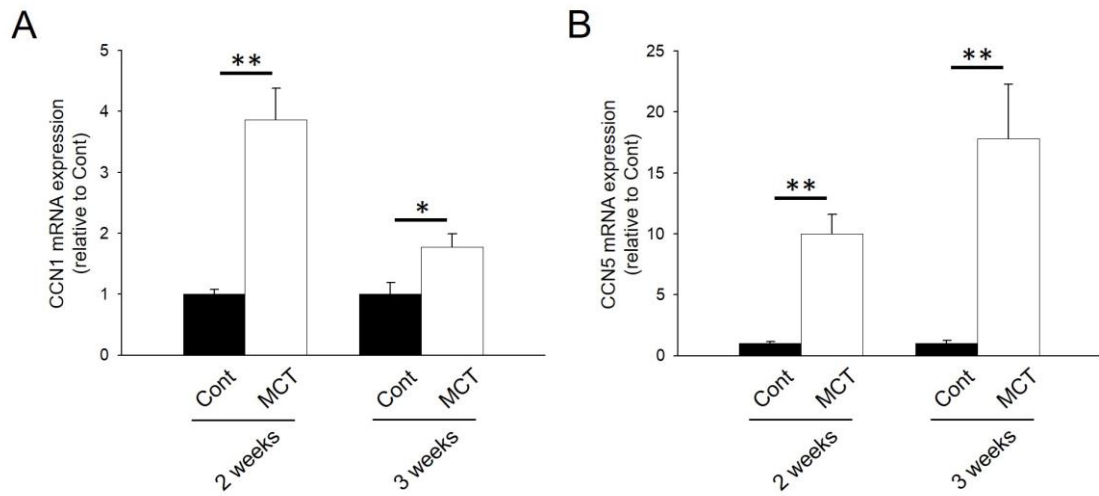 A
CCN1 mRNA expression
(relative to Cont)
5
4
3
2
1
0
**
*
Cont
MCT
Cont
MCT
2 weeks
3 weeks
B
CCN5 mRNA expression
(relative to Cont)
25
20
15
10
5
0
**
**
Cont
MCT
Cont
MCT
2 weeks
3 weeks